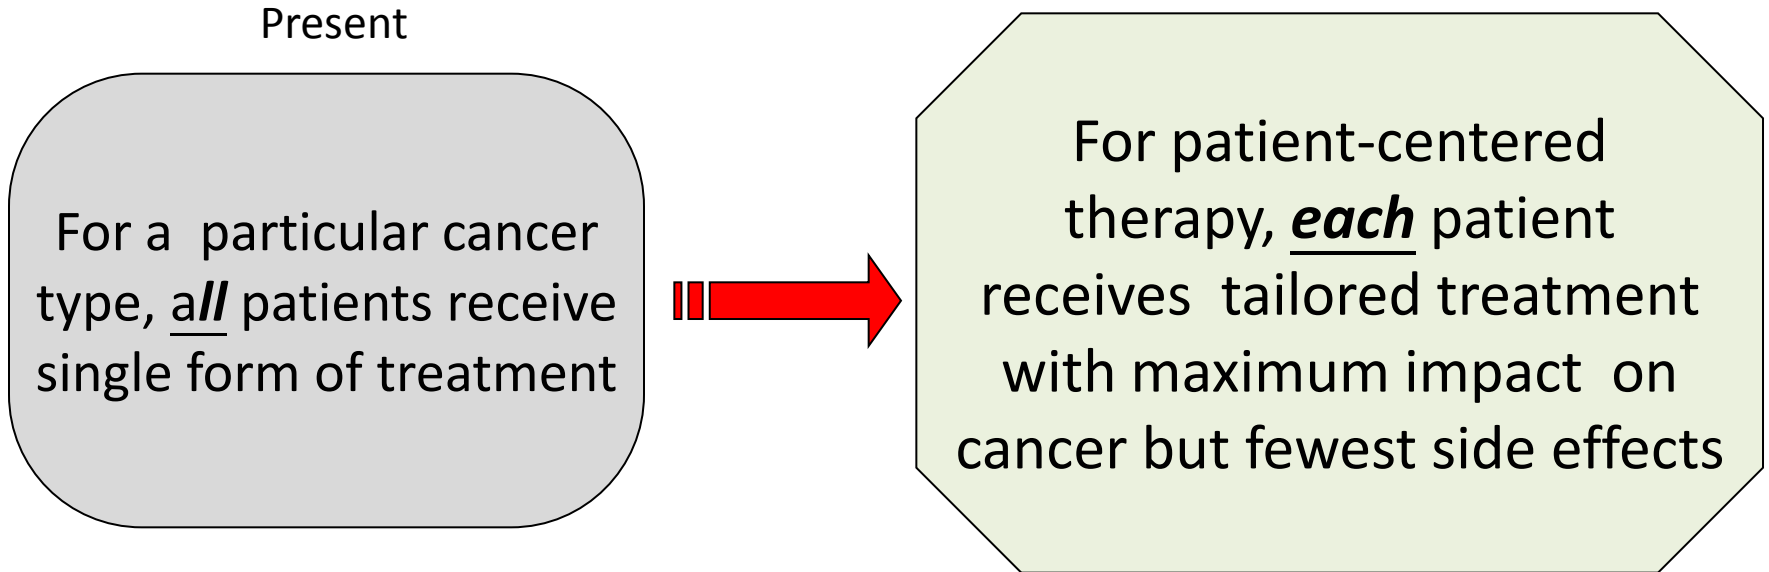 Present
For a particular cancer
type, all patients receive
single form of treatment
For patient-centered
therapy, each patient
receives tailored treatment
with maximum impact on
cancer but fewest side effects